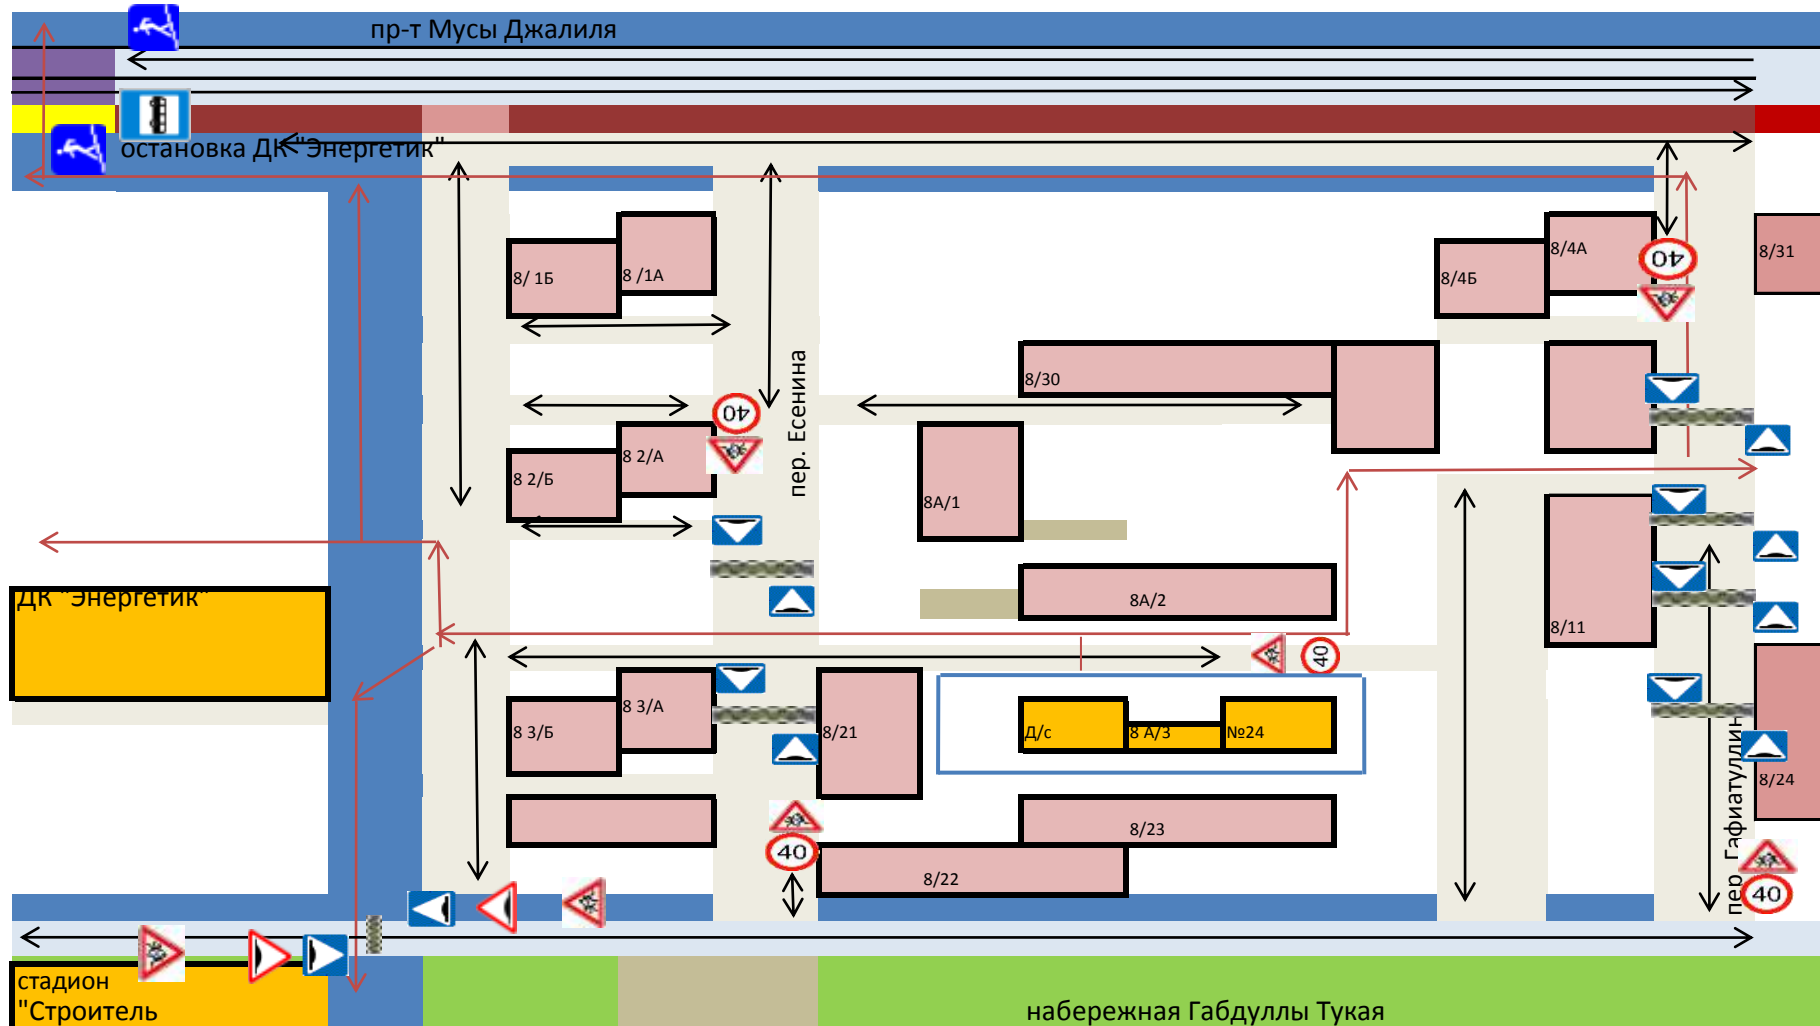 пр-т Мусы Джалиля
остановка ДК "Энергетик"
8/ 1Б
8 /1А
8/4Б
8/4А
40
8/31
8/30
пер. Есенина
40
8 2/Б
8 2/А
8А/1
8А/2
8/11
ДК "Энергетик"
40
8 3/Б
8 3/А
8/21
Д/с
8 А/3
№24
8/24
8/23
40
8/22
пер Гафиатуллин
40
стадион
"Строитель
набережная Габдуллы Тукая